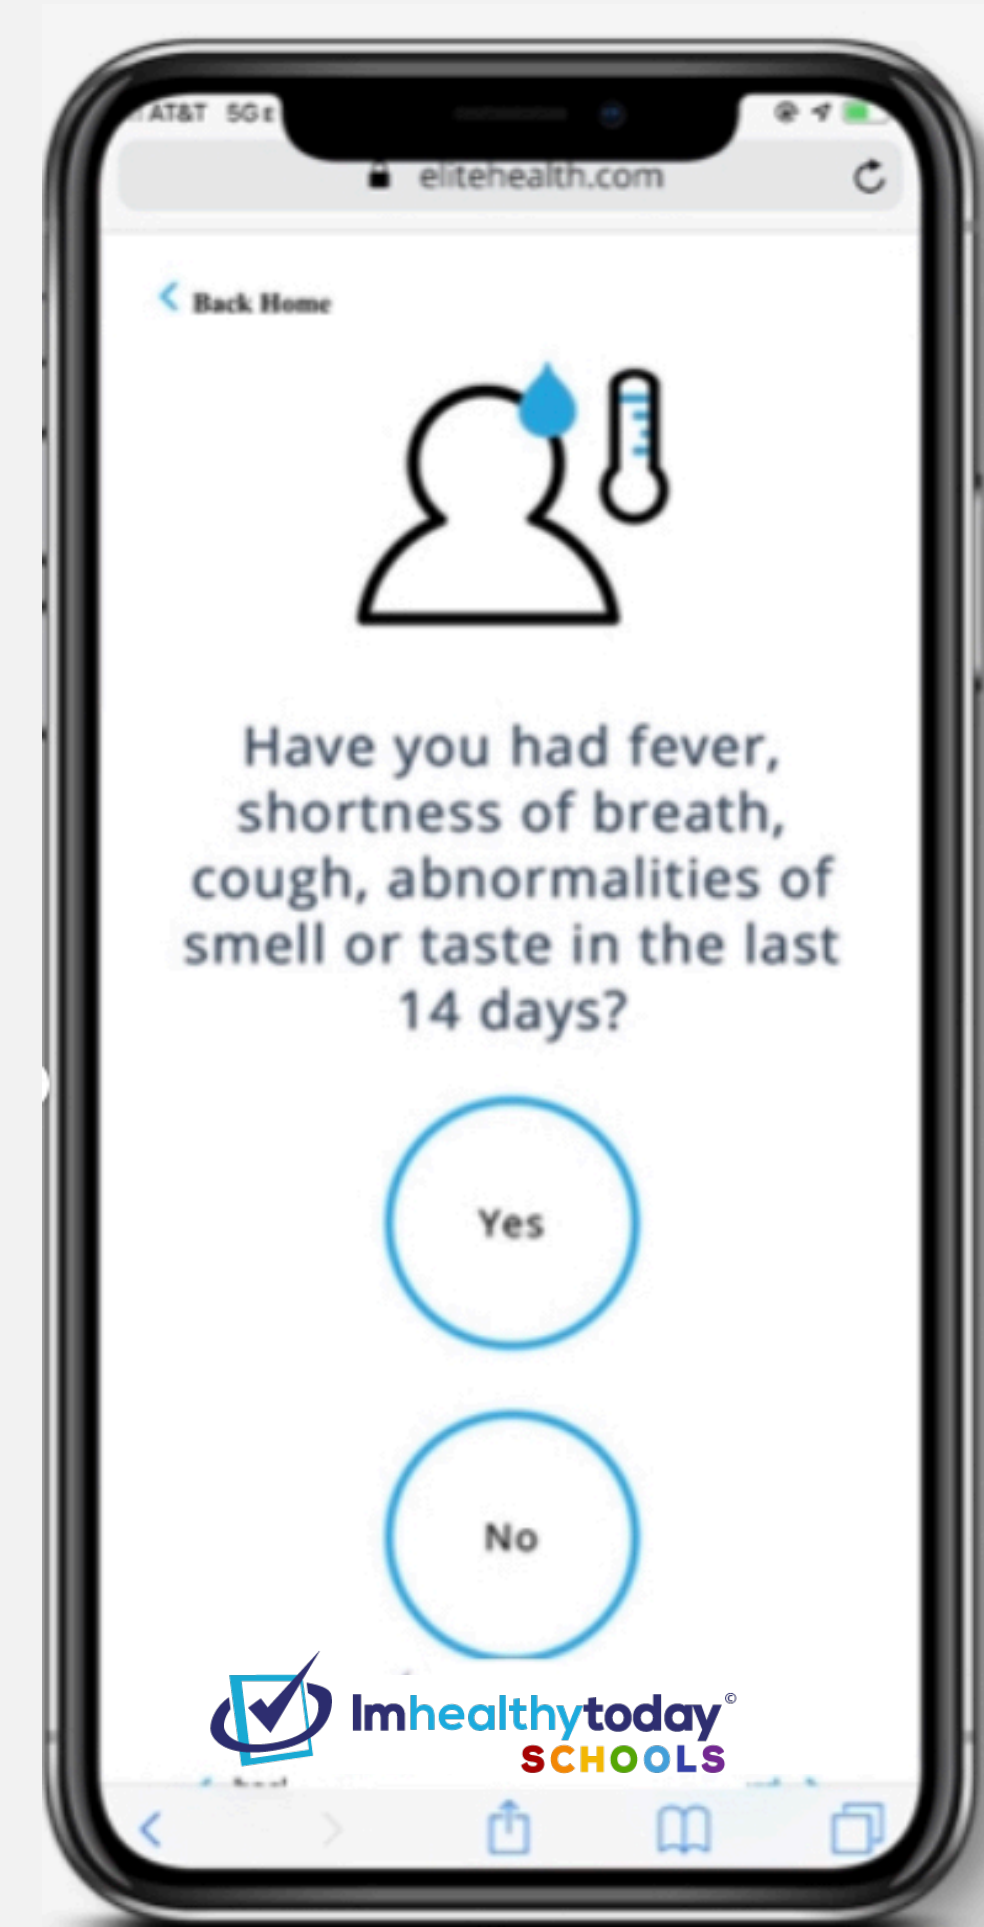 AT&T 5G E
elitehealth.com
Back Home
Have you had fever,
shortness of breath,
cough, abnormalities of
smell or taste in the last
14 days?
Yes
No
Imhealthytoday©
SCHOOLS